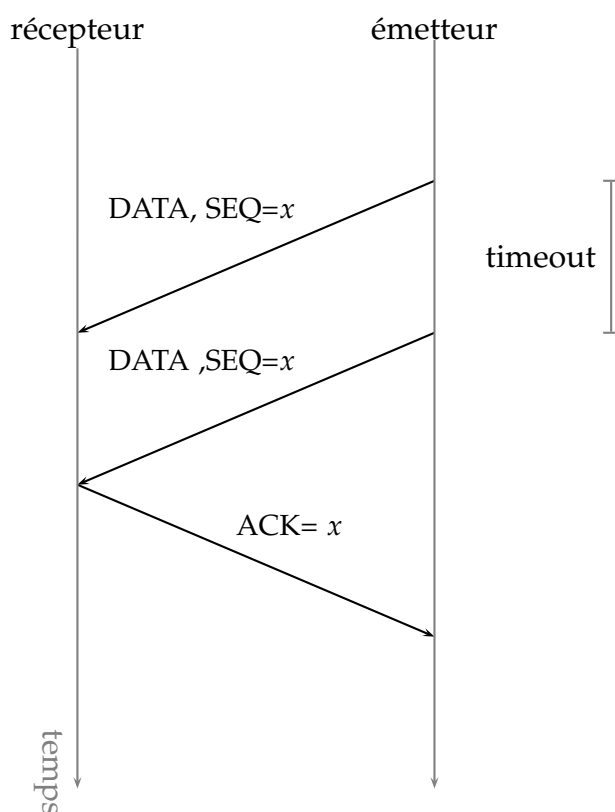 récepteur
émetteur
DATA, SEQ=x
timeout
DATA ,SEQ=x
ACK= x
temps